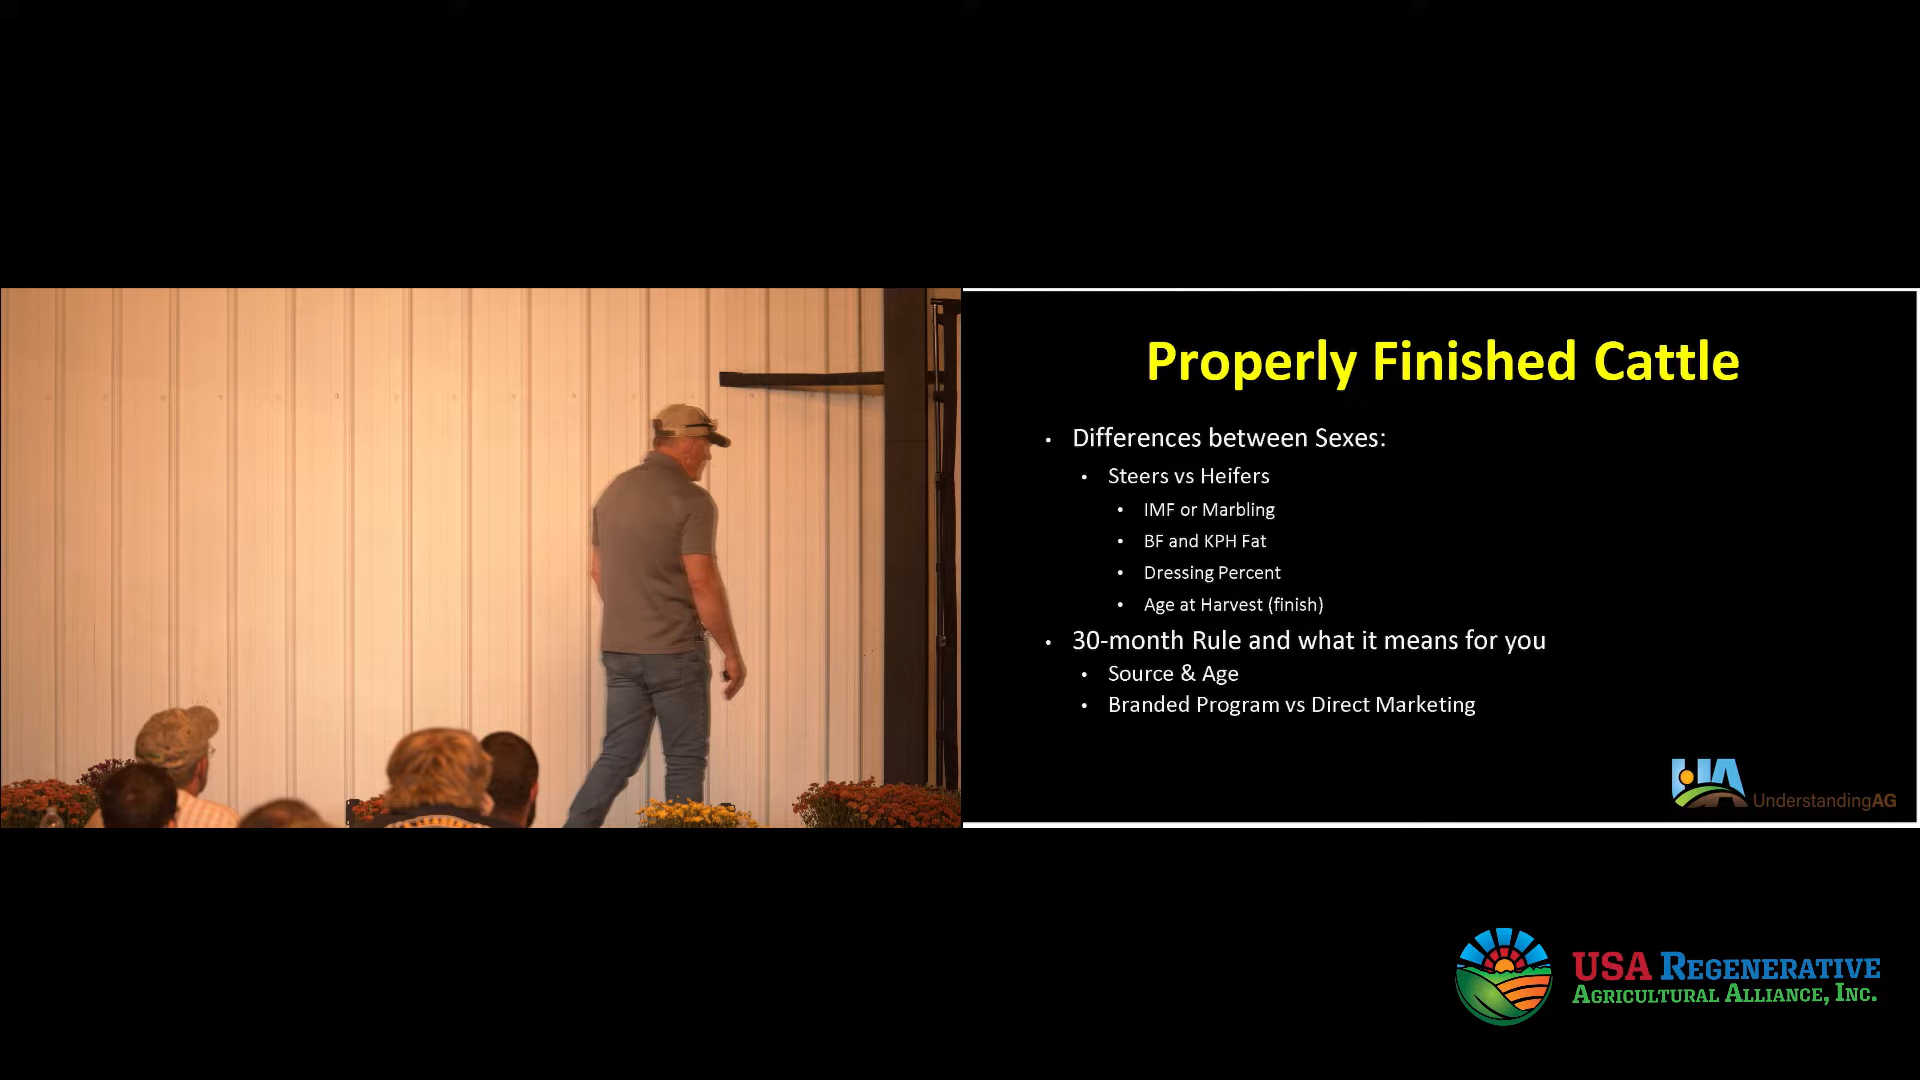 Properly Finished Cattle
• Differences between Sexes:
• Steers vs Heifers
• IMF or Marbling
• BF and KPH Fat
• Dressing Percent
• Age at Harvest (finish)
• 30-month Rule and what it means for you
• Source & Age
• Branded Program vs Direct Marketing
UA UnderstandingAG
USA REGENERATIVE
AGRICULTURAL ALLIANCE, INC.